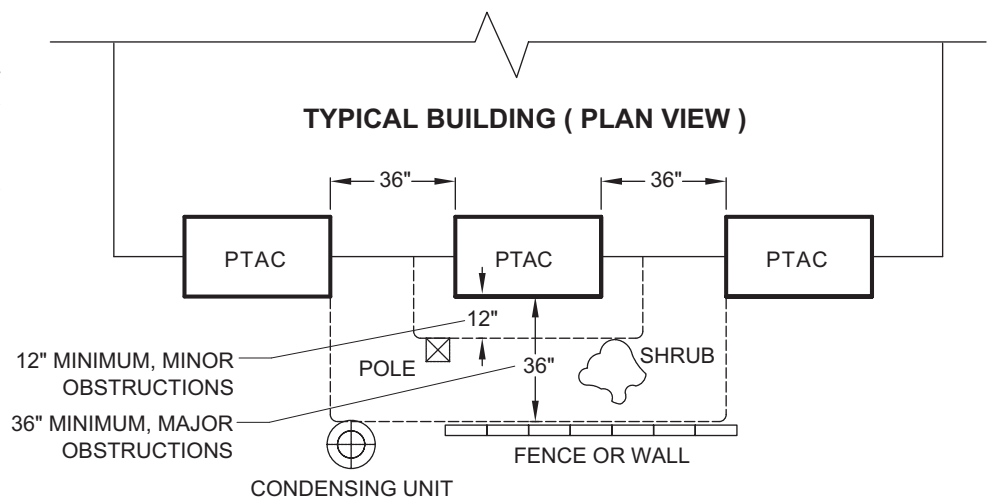 TYPICAL BUILDING ( PLAN VIEW )
36"
36"
PTAC
PTAC
PTAC
12"
12" MINIMUM, MINOR
OBSTRUCTIONS
POLE
36"
SHRUB
36" MINIMUM, MAJOR
OBSTRUCTIONS
FENCE OR WALL
CONDENSING UNIT